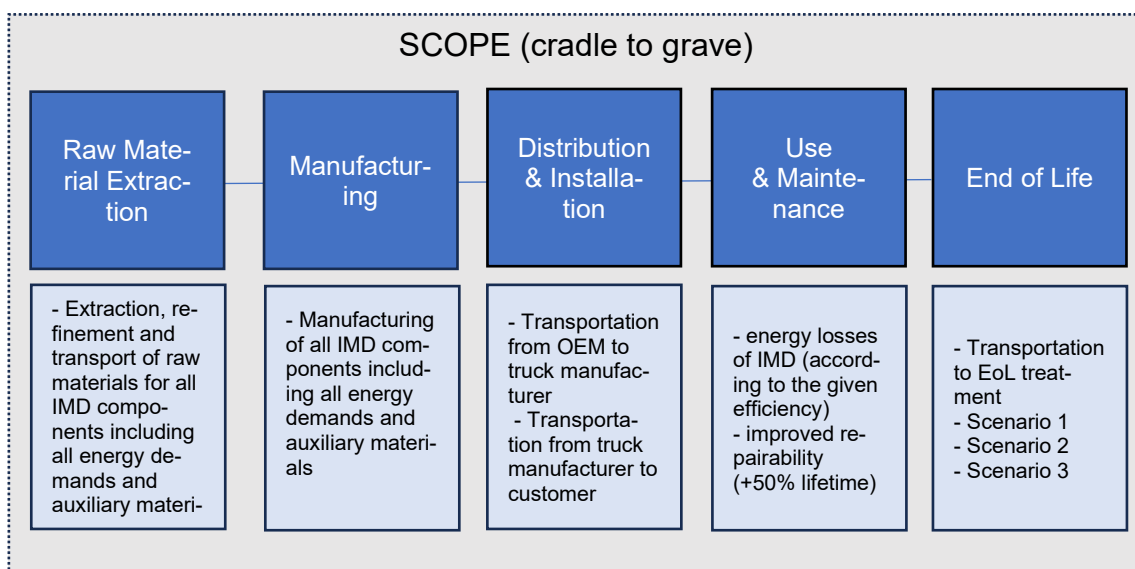 SCOPE (cradle to grave)
Raw Mate-
rial Extrac-
tion
Manufactur-
ing
Distribution
& Installa-
tion
Use
& Mainte-
nance
End of Life
- Extraction, re-
finement and
transport of raw
materials for all
IMD compo-
nents including
all energy de-
mands and
auxiliary materi-
- Manufacturing
of all IMD com-
ponents includ-
ing all energy
demands and
auxiliary materi-
als
- Transportation
from OEM to
truck manufac-
turer
- Transporta-
tion from truck
manufacturer to
customer
- energy losses
of IMD (accord-
ing to the given
efficiency)
- improved re-
pairability
(+50% lifetime)
- Transportation
to EoL treat-
ment
- Scenario 1
- Scenario 2
- Scenario 3